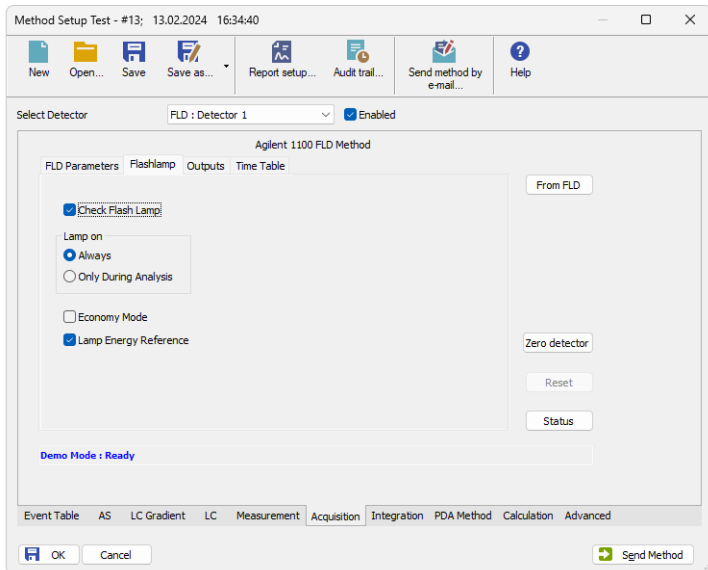 Method Setup Test - #13; 13.02.2024 16:34:40
New Open... Save Save as... Report setup... Audit trail... Send method by e-mail... Help
Select Detector FLD : Detector 1 Enabled
Agilent 1100 FLD Method
FLD Parameters Flashlamp Outputs Time Table
From FLD
Check Flash Lamp
Lamp on
Always
Only During Analysis
Economy Mode
Lamp Energy Reference
Zero detector
Reset
Status
Demo Mode : Ready
Event Table AS LC Gradient LC Measurement Acquisition Integration PDA Method Calculation Advanced
OK Cancel Send Method